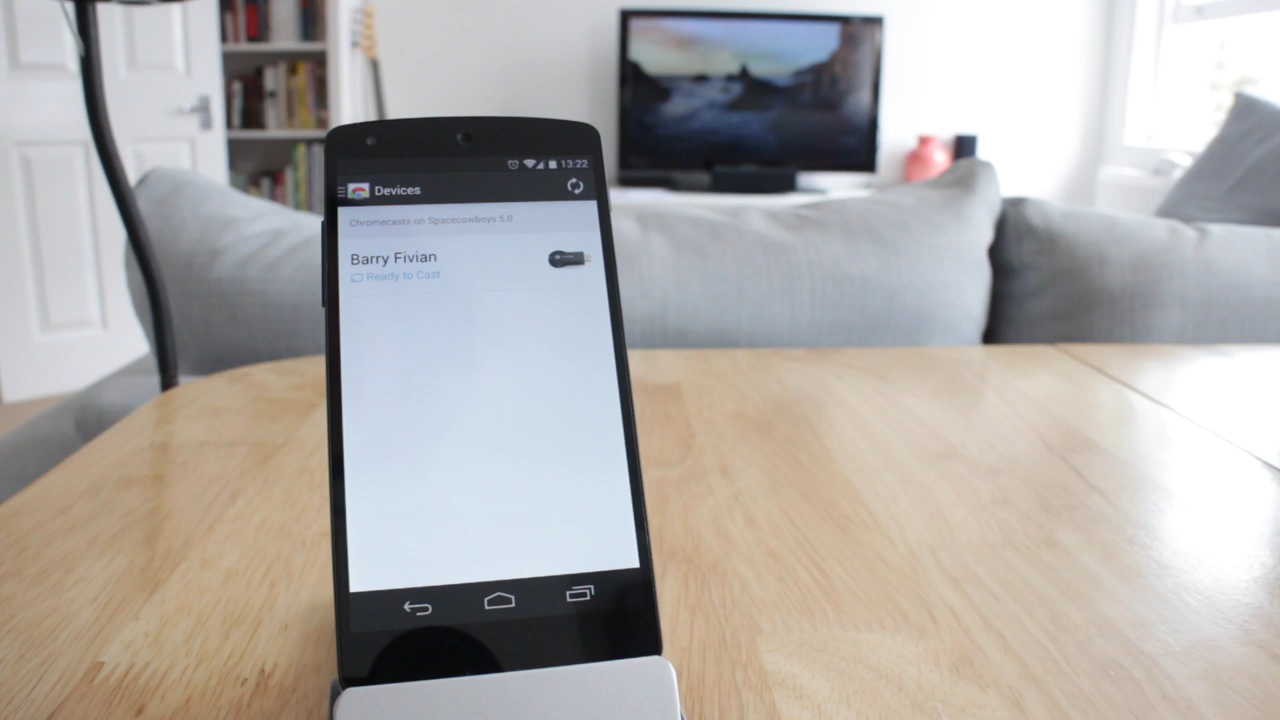 13:22
Devices
Chromecasts on Spacecowboys 5.0
Barry Fivian
Ready to Cast